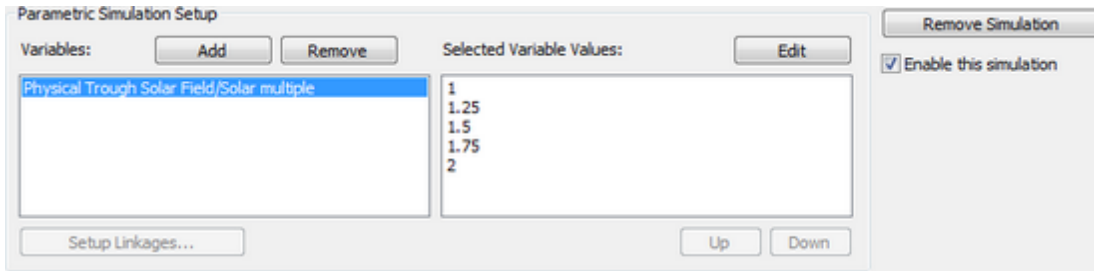 Parametric Simulation Setup
Variables: Add Remove
Selected Variable Values: Edit
Physical Trough Solar Field/Solar multiple
1
1.25
1.5
1.75
2
Setup Linkages...
Up Down
Remove Simulation
Enable this simulation